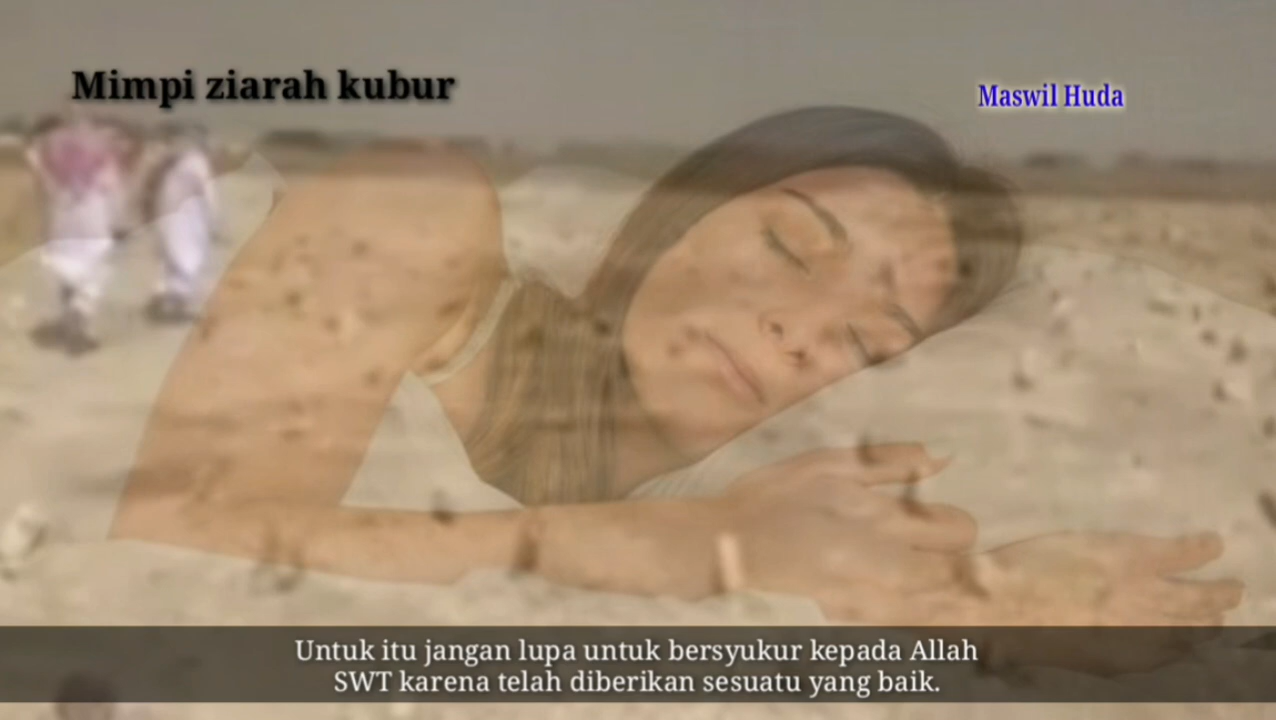 Mimpi ziarah kubur
Maswil Huda
Untuk itu jangan lupa untuk bersyukur kepada Allah
SWT karena telah diberikan sesuatu yang baik.